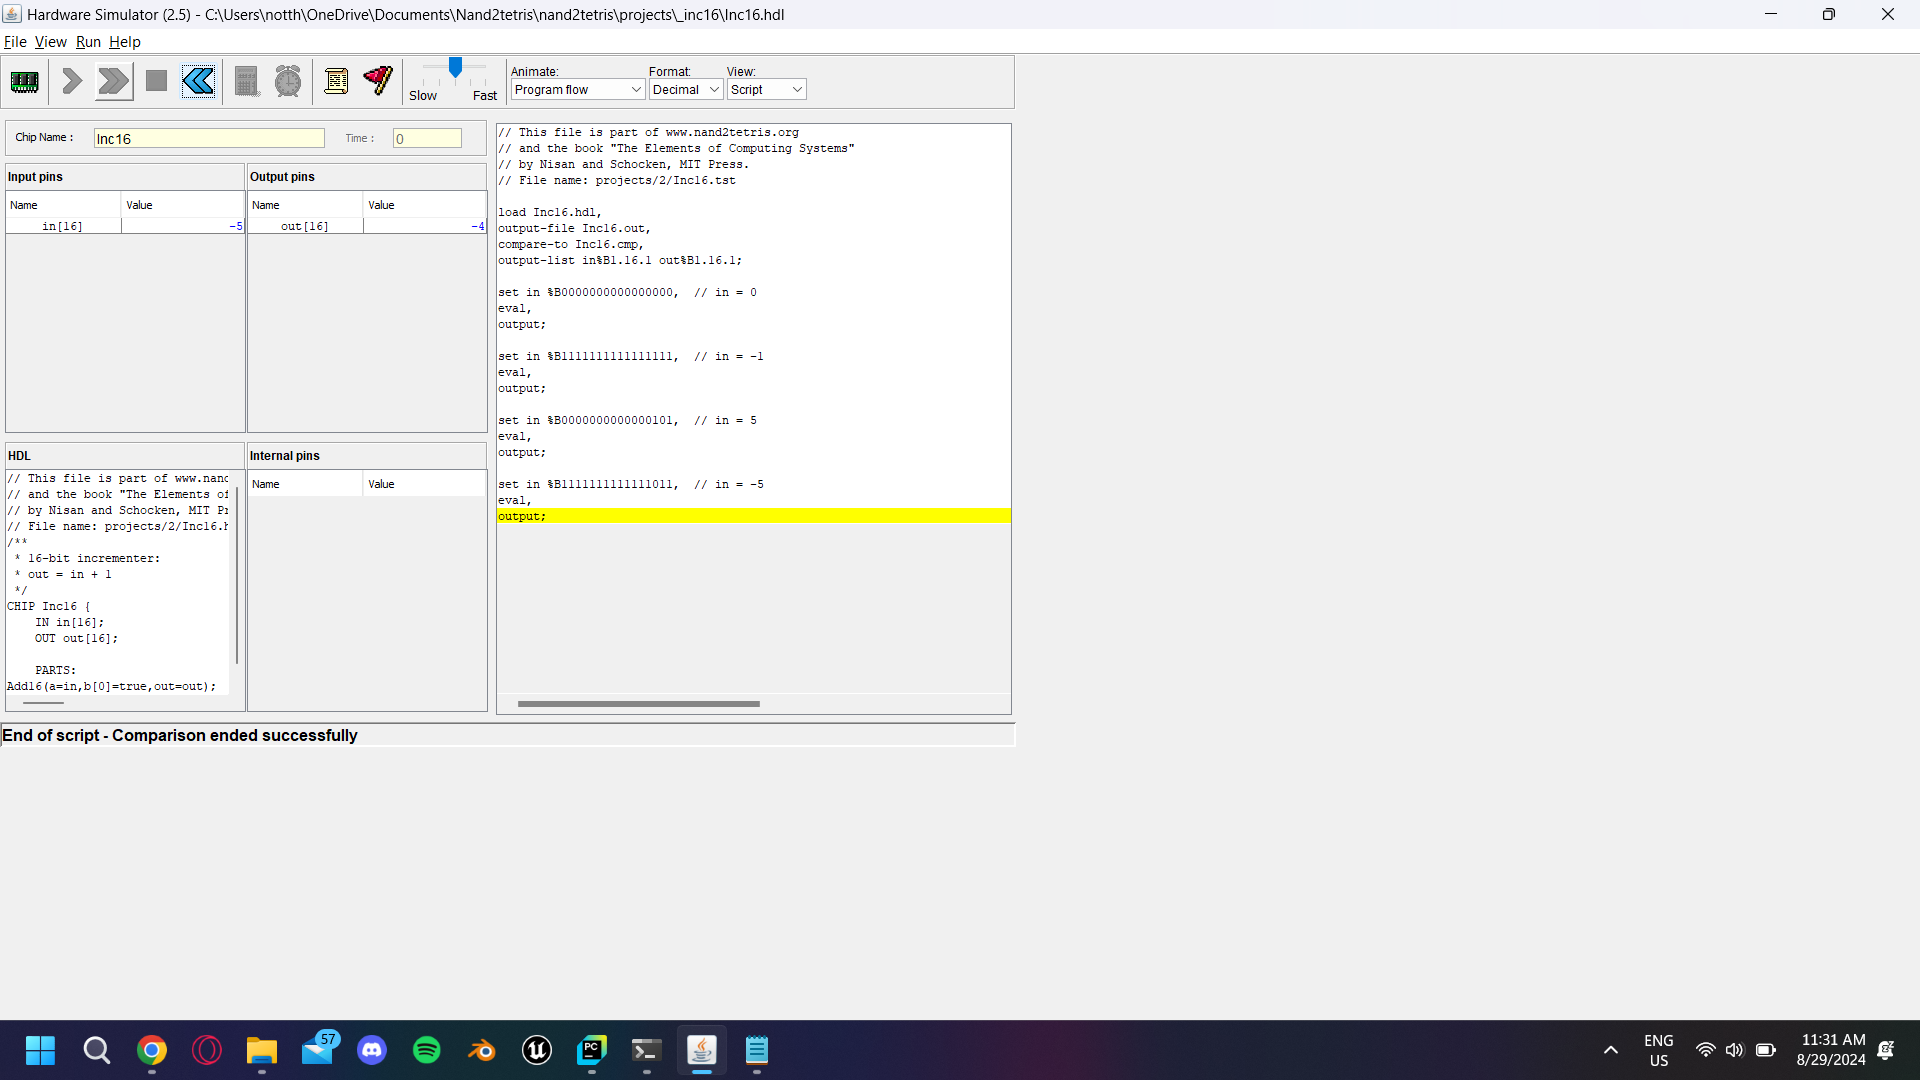 Hardware Simulator (2.5) - C:\Users\notth\OneDrive\Documents\Nand2tetris\nand2tetris\projects\_inc16\Inc16.hdl
File View Run Help
Slow Fast
Animate:
Program flow
Format:
Decimal
View:
Script
Chip Name :
Inc16
Time :
0
Input pins
Name Value
in[16] -5
Output pins
Name Value
out[16] -4
HDL
// This file is part of www.nand
// and the book "The Elements of
// by Nisan and Schocken, MIT Pr
// File name: projects/2/Inc16.h
/**
* 16-bit incrementer:
* out = in + 1
*/
CHIP Inc16 {
IN in[16];
OUT out[16];
PARTS:
Add16(a=in,b[0]=true,out=out);
Internal pins
Name Value
// This file is part of www.nand2tetris.org
// and the book "The Elements of Computing Systems"
// by Nisan and Schocken, MIT Press.
// File name: projects/2/Inc16.tst
load Inc16.hdl,
output-file Inc16.out,
compare-to Inc16.cmp,
output-list in%B1.16.1 out%B1.16.1;
set in %B0000000000000000, // in = 0
eval,
output;
set in %B1111111111111111, // in = -1
eval,
output;
set in %B0000000000000101, // in = 5
eval,
output;
set in %B1111111111111011, // in = -5
eval,
output;
End of script - Comparison ended successfully
57
PC
ENG
US
11:31 AM
8/29/2024